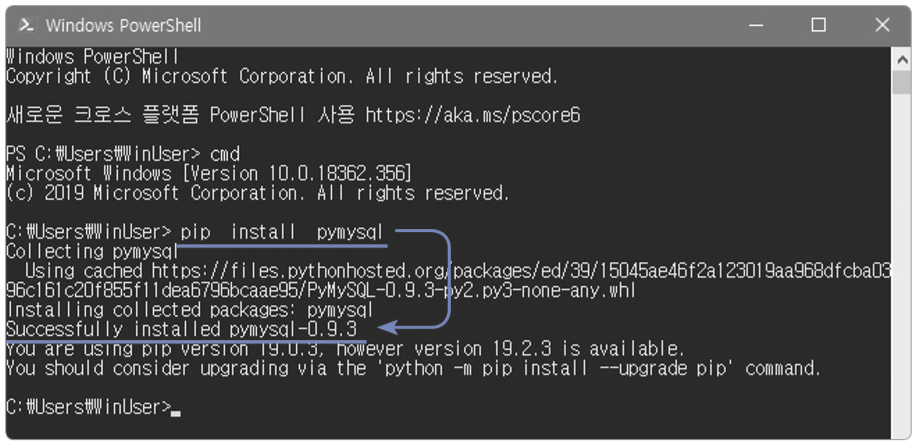 Windows PowerShell
Windows PowerShell
Copyright (C) Microsoft Corporation. All rights reserved.
새로운 크로스 플랫폼 PowerShell 사용 https://aka.ms/pscore6
PS C:₩Users₩WinUser> cmd
Microsoft Windows [Version 10.0.18362.356]
(c) 2019 Microsoft Corporation. All rights reserved.
C:₩Users₩WinUser> pip install pymysql
Collecting pymysql
Using cached https://files.pythonhosted.org/packages/ed/39/15045ae46f2a123019aa968dfcba03
96c161c20f855f11dea6796bcaae95/PyMySQL-0.9.3-py2.py3-none-any.whl
Installing collected packages: pymysql
Successfully installed pymysql-0.9.3
You are using pip version 19.0.3, however version 19.2.3 is available.
You should consider upgrading via the 'python -m pip install --upgrade pip' command.
C:₩Users₩WinUser>